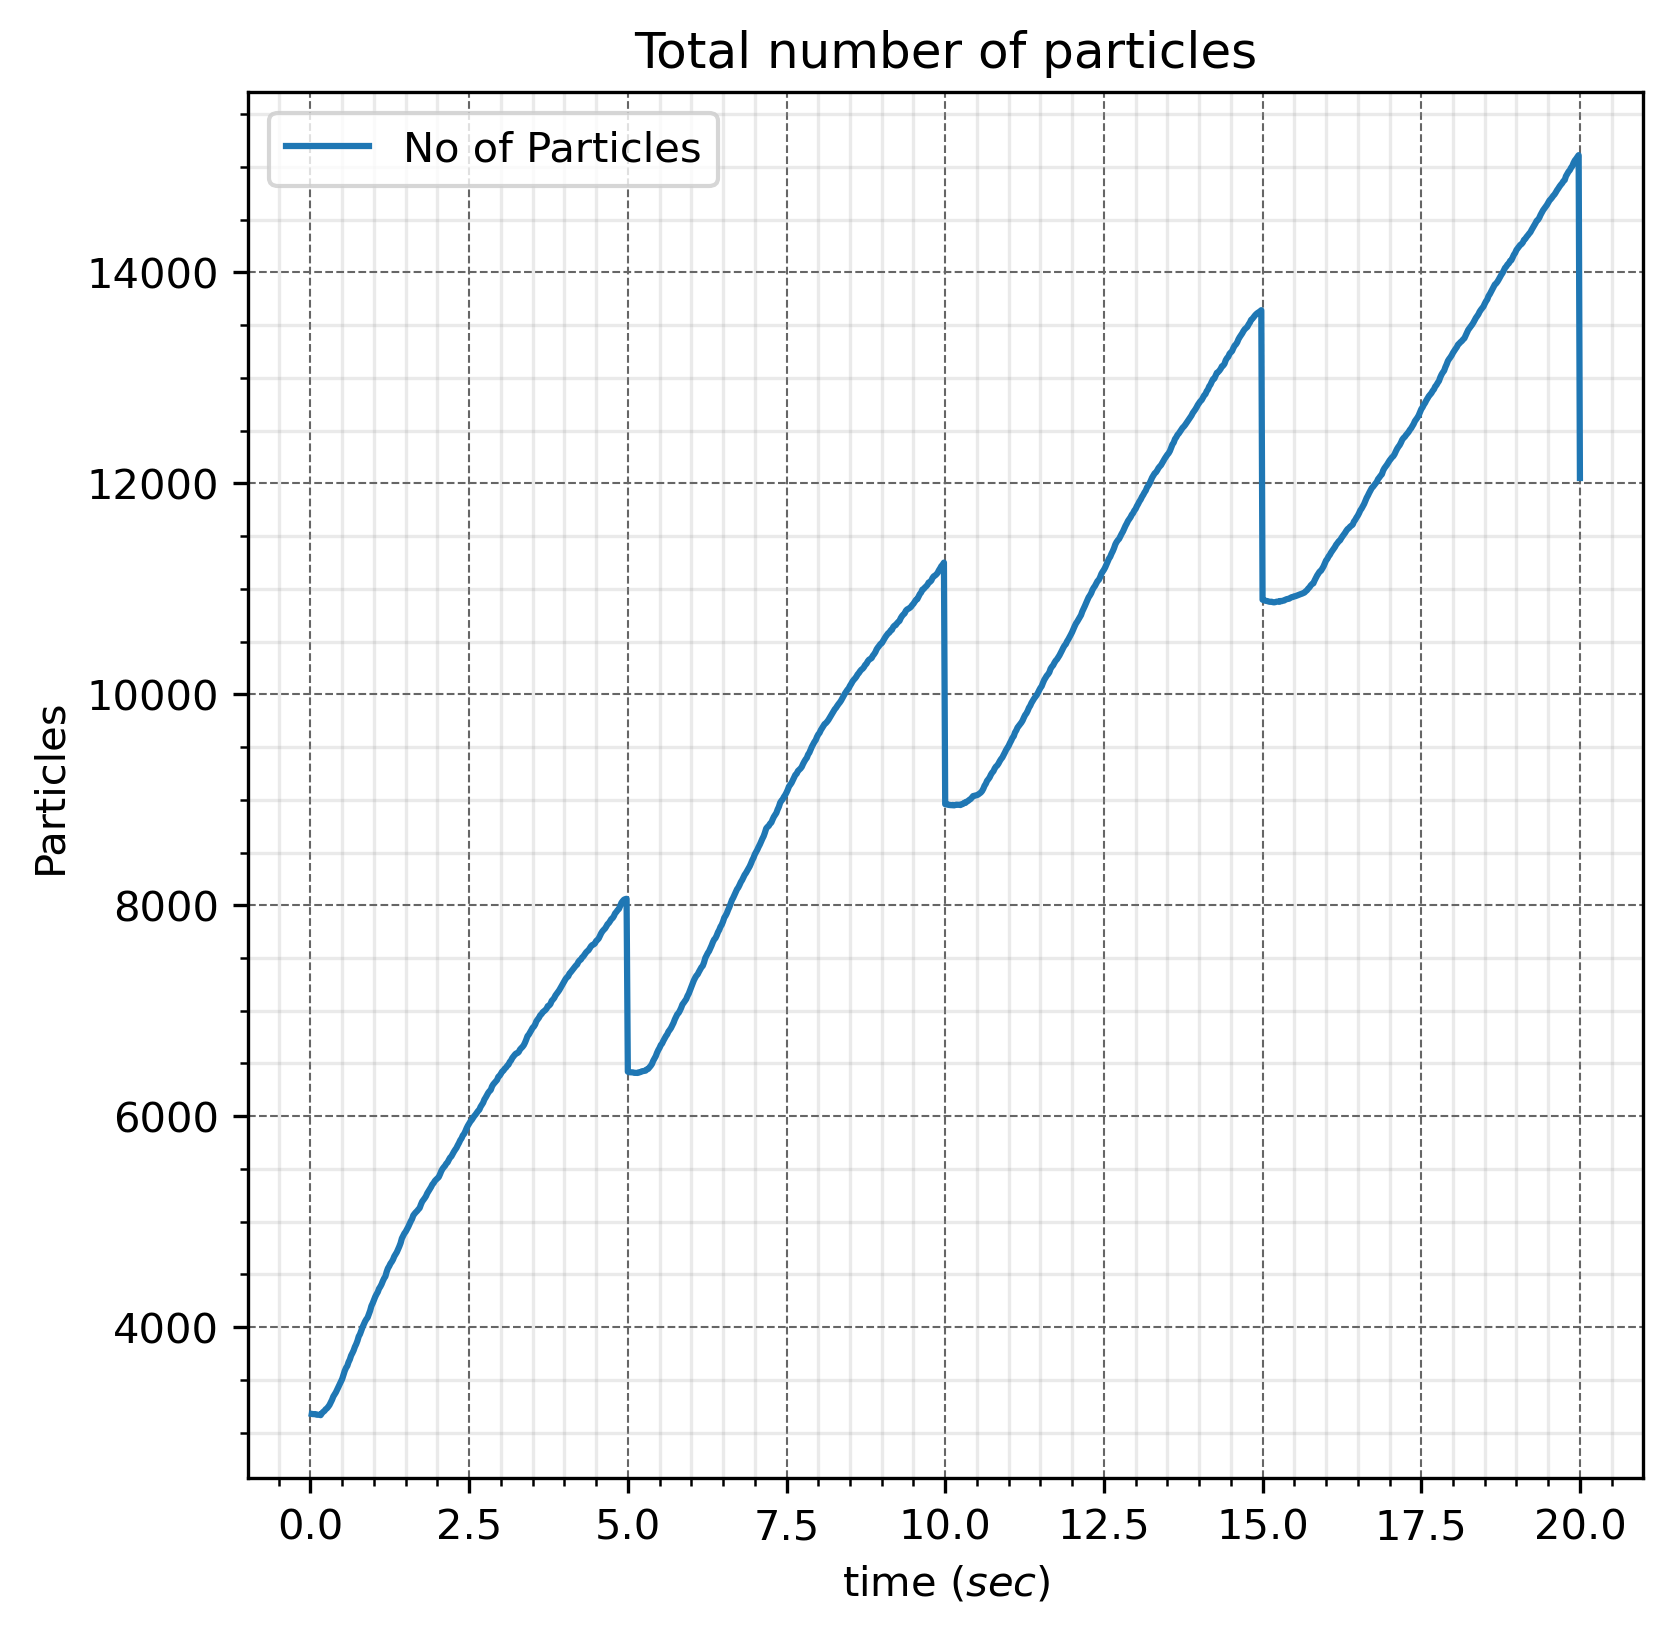 Total number of particles
No of Particles
14000
12000
10000
8000
6000
4000
Particles
0.0 2.5 5.0 7.5 10.0 12.5 15.0 17.5 20.0
time (sec)